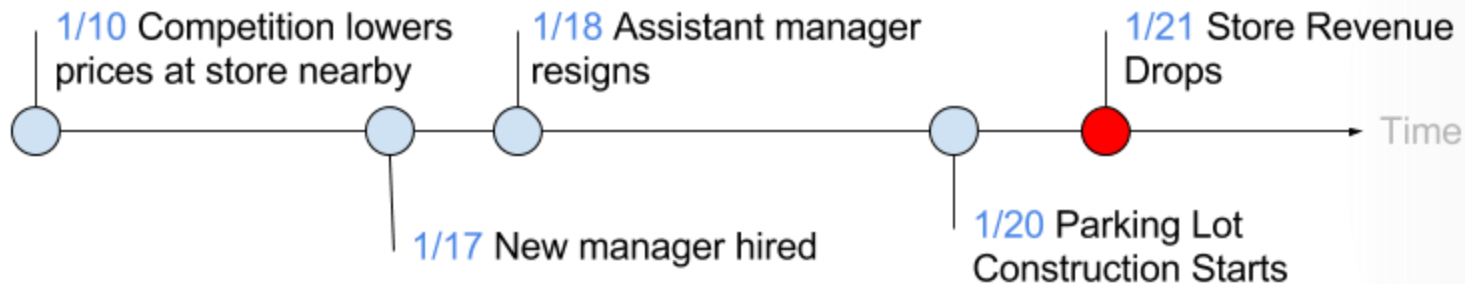 1/10 Competition lowers
prices at store nearby
1/18 Assistant manager
resigns
1/21 Store Revenue
Drops
Time
1/17 New manager hired
1/20 Parking Lot
Construction Starts